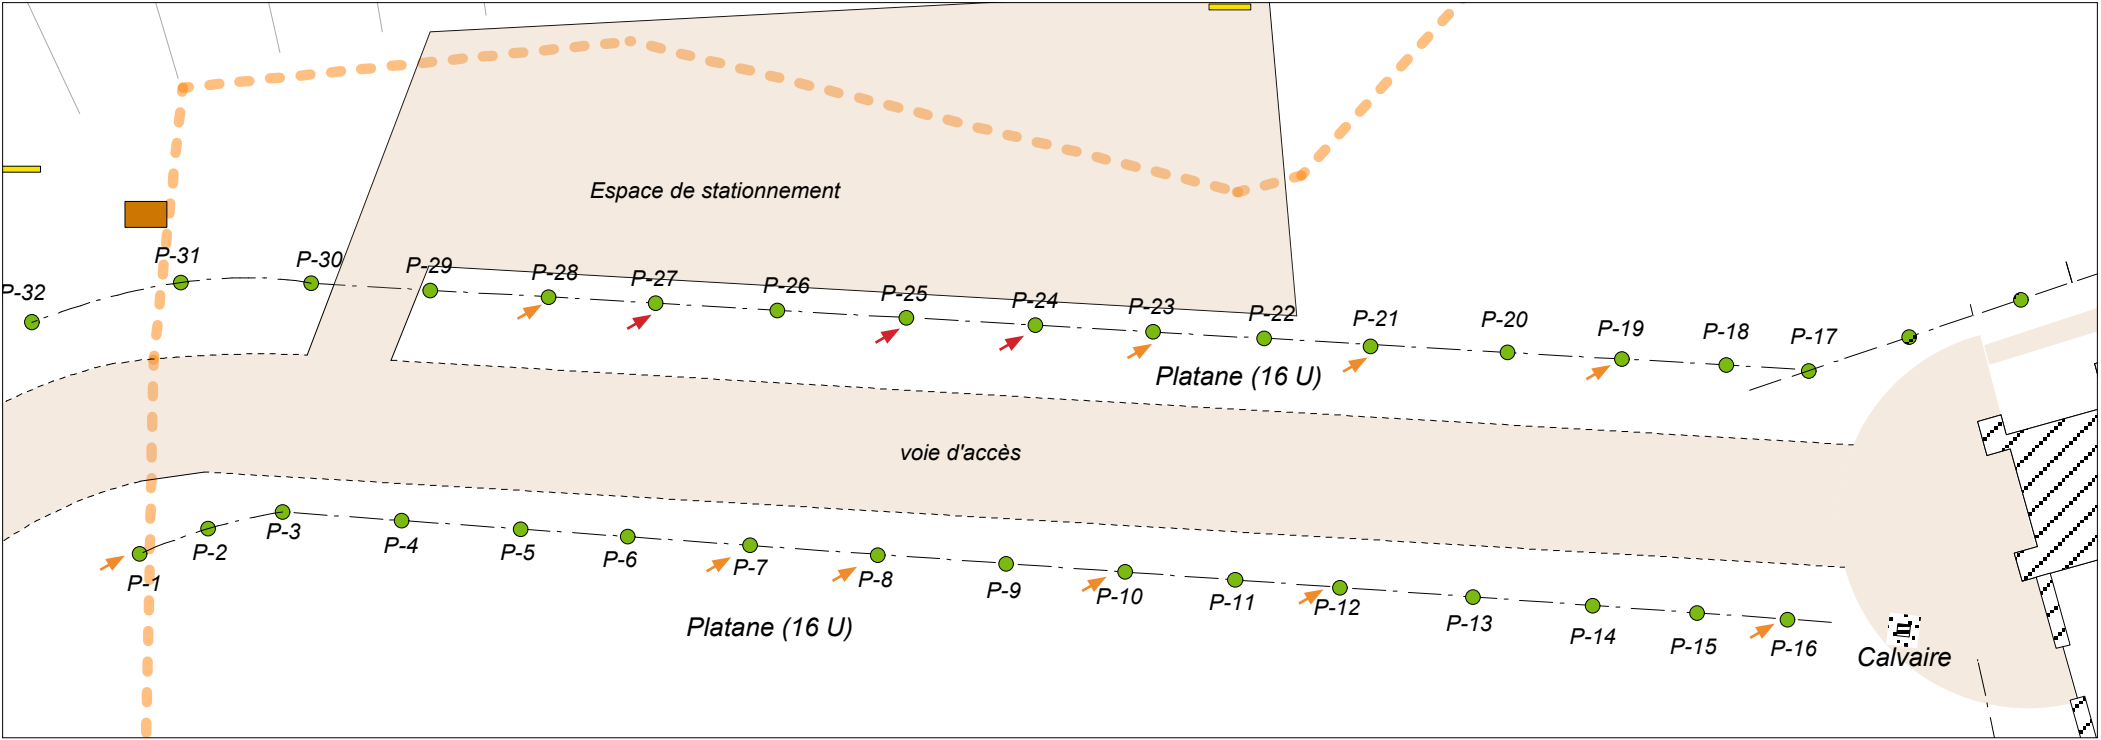 Espace de stationnement
P-31
P-30
P-29
P-28
P-27
P-26
P-25
P-24
P-23
P-22
P-21
P-20
P-19
P-18
P-17
P-32
Platane (16 U)
voie d'accès
P-1
P-2
P-3
P-4
P-5
P-6
P-7
P-8
P-9
P-10
P-11
P-12
P-13
P-14
P-15
P-16
Platane (16 U)
Calvaire